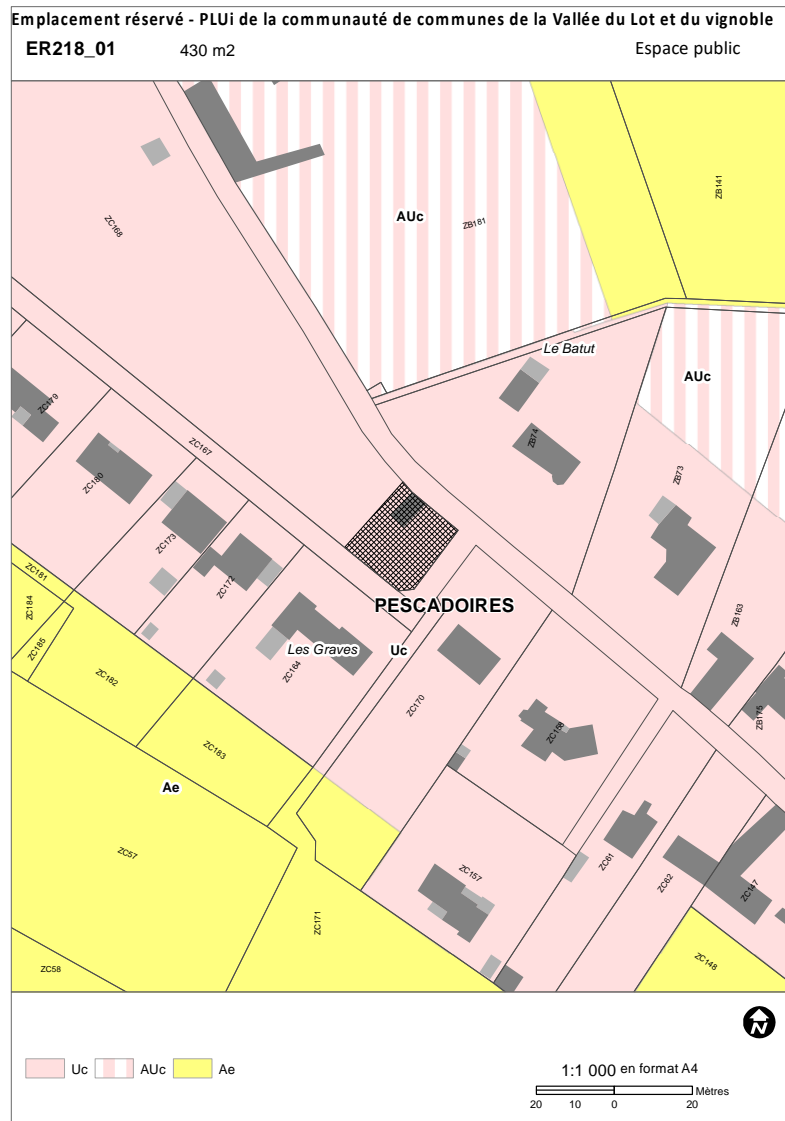 Emplacement réservé - PLUi de la communauté de communes de la Vallée du Lot et du vignoble
ER218_01 430 m2 Espace public
ZB141
AUc
ZB181
ZC168
Le Batut
AUc
ZC179
ZB74
ZC167
ZB73
ZC180
ZC173
ZC181
ZC172
ZC184
PESCADOIRES
ZB163
ZC185
Les Graves
Uc
ZC164
ZC182
ZC170
ZB175
ZC158
ZC183
Ae
ZC57
ZC61
ZC157
ZC62
ZC147
ZC171
ZC148
ZC58
N
Uc AUc Ae
1:1 000 en format A4
Mètres
20 10 0 20